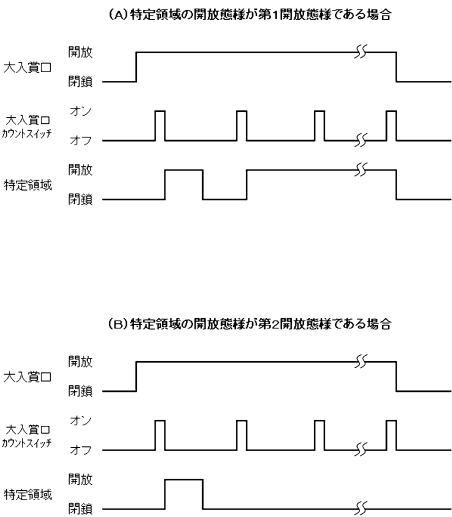 (A)特定領域の開放態様が第1開放態様である場合
大入賞口
開放
閉鎖
大入賞口
カウントスイッチ
オン
オフ
特定領域
開放
閉鎖
(B)特定領域の開放態様が第2開放態様である場合
大入賞口
開放
閉鎖
大入賞口
カウントスイッチ
オン
オフ
特定領域
開放
閉鎖